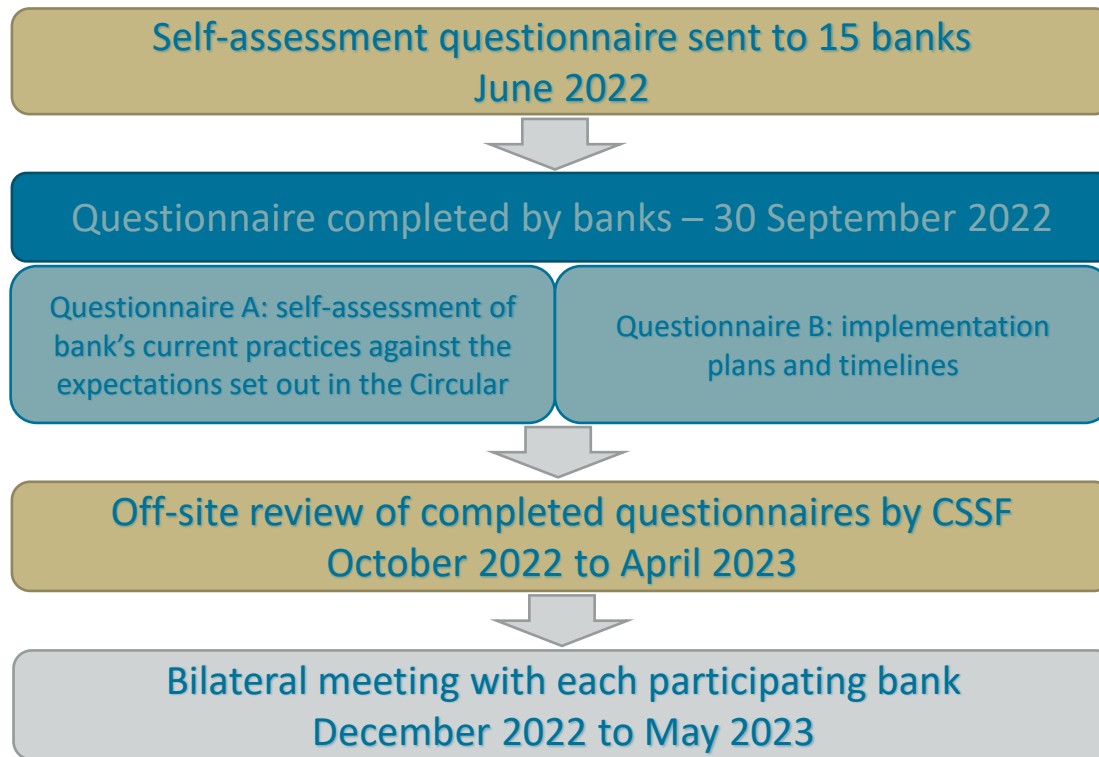 Self-assessment questionnaire sent to 15 banks
June 2022
Questionnaire completed by banks – 30 September 2022
Questionnaire A: self-assessment of
bank's current practices against the
expectations set out in the Circular
Questionnaire B: implementation
plans and timelines
Off-site review of completed questionnaires by CSSF
October 2022 to April 2023
Bilateral meeting with each participating bank
December 2022 to May 2023